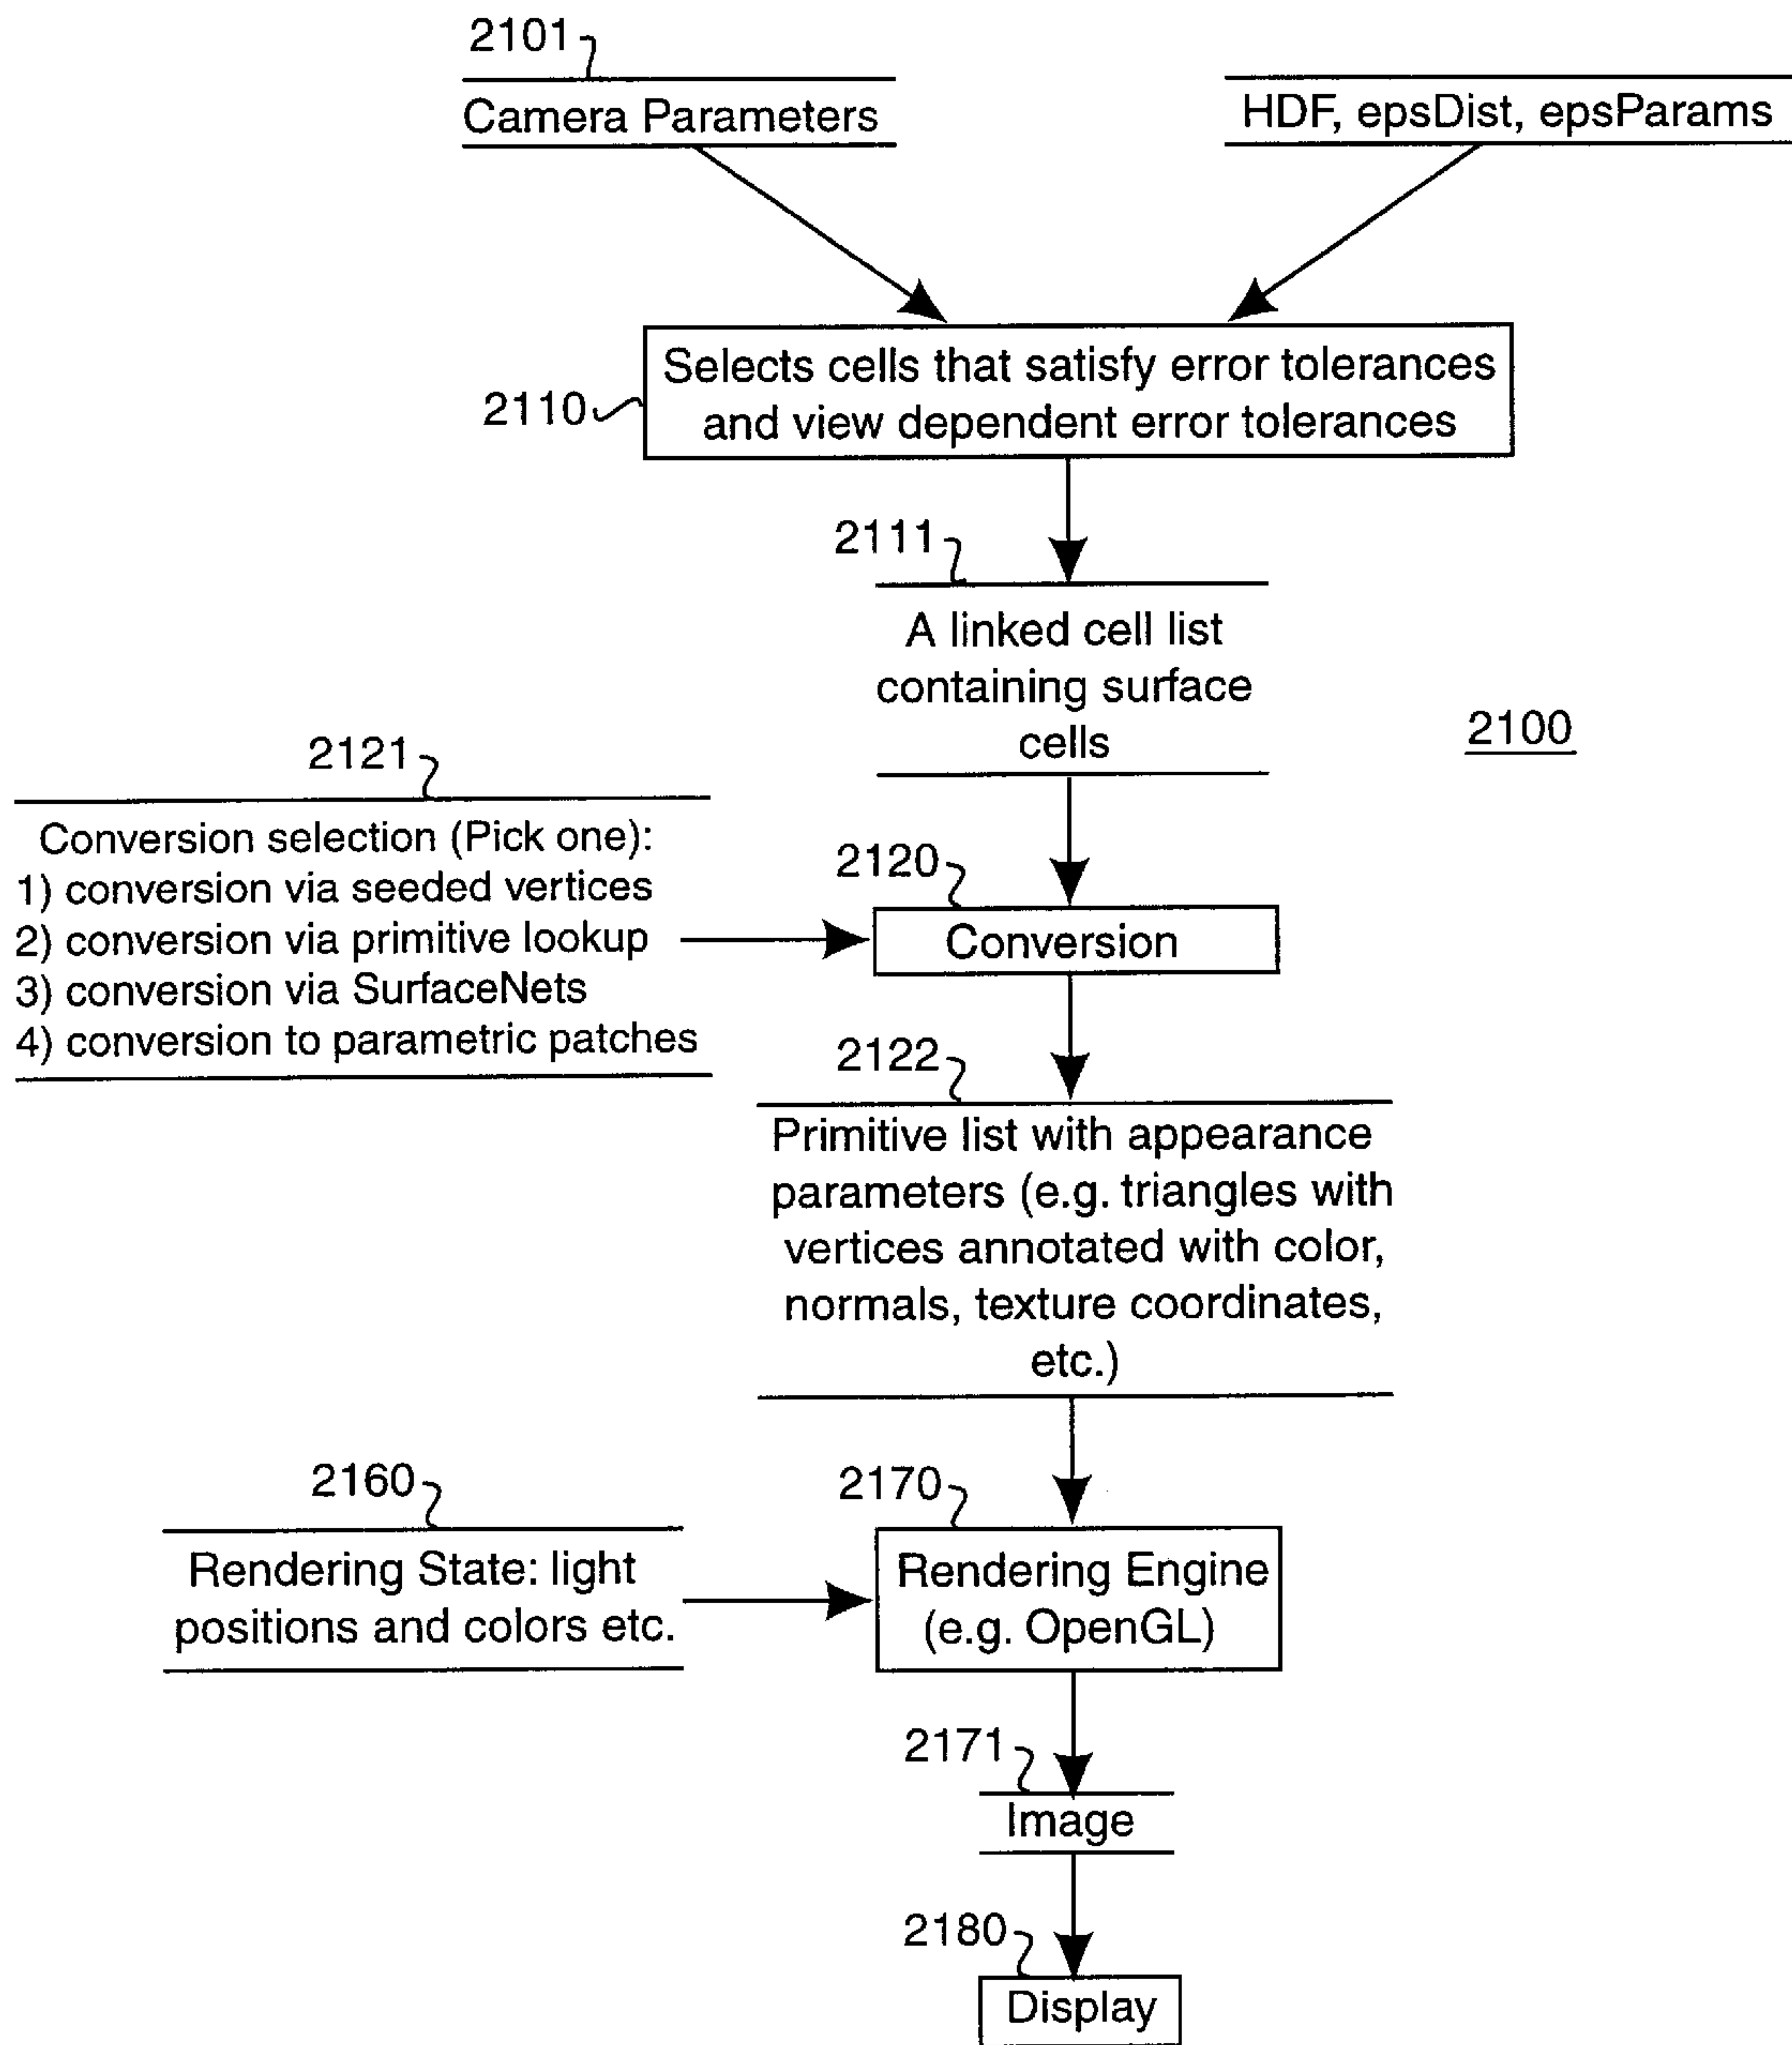 2101
Camera Parameters
HDF, epsDist, epsParams
Selects cells that satisfy error tolerances
and view dependent error tolerances
2110
2111
A linked cell list
containing surface
cells
2100
2121
Conversion selection (Pick one):
1) conversion via seeded vertices
2) conversion via primitive lookup
3) conversion via SurfaceNets
4) conversion to parametric patches
2120
Conversion
2122
Primitive list with appearance
parameters (e.g. triangles with
vertices annotated with color,
normals, texture coordinates,
etc.)
2160
Rendering State: light
positions and colors etc.
2170
Rendering Engine
(e.g. OpenGL)
2171
Image
2180
Display